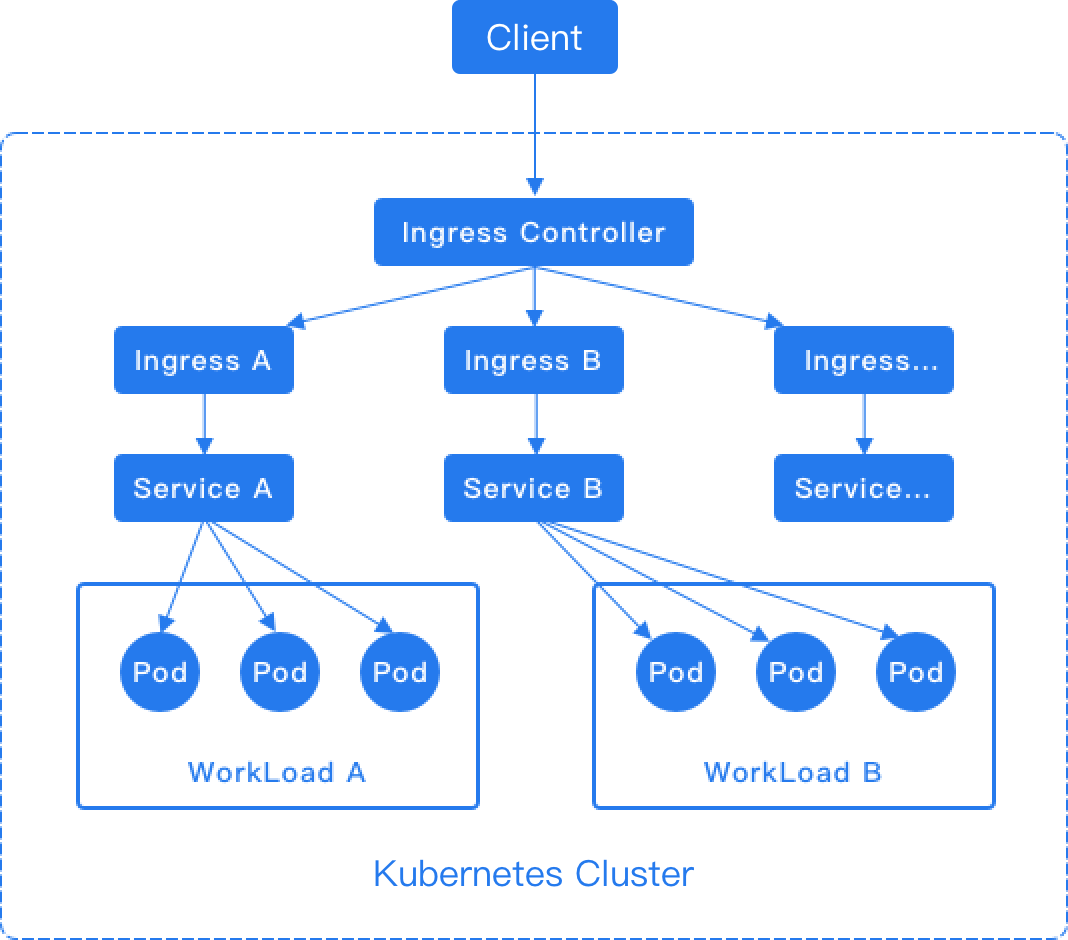 Client
Ingress Controller
Ingress A
Ingress B
Ingress...
Service A
Service B
Service...
Pod
Pod
Pod
Pod
Pod
Pod
WorkLoad A
WorkLoad B
Kubernetes Cluster